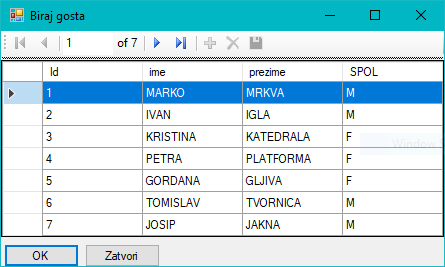 Biraj gosta
1 of 7
Id ime prezime SPOL
1 MARKO MRKVA M
2 IVAN IGLA M
3 KRISTINA KATEDRALA F
4 PETRA PLATFORMA F
5 GORDANA GLJIVA F
6 TOMISLAV TVORNICA M
7 JOSIP JAKNA M
OK Zatvori